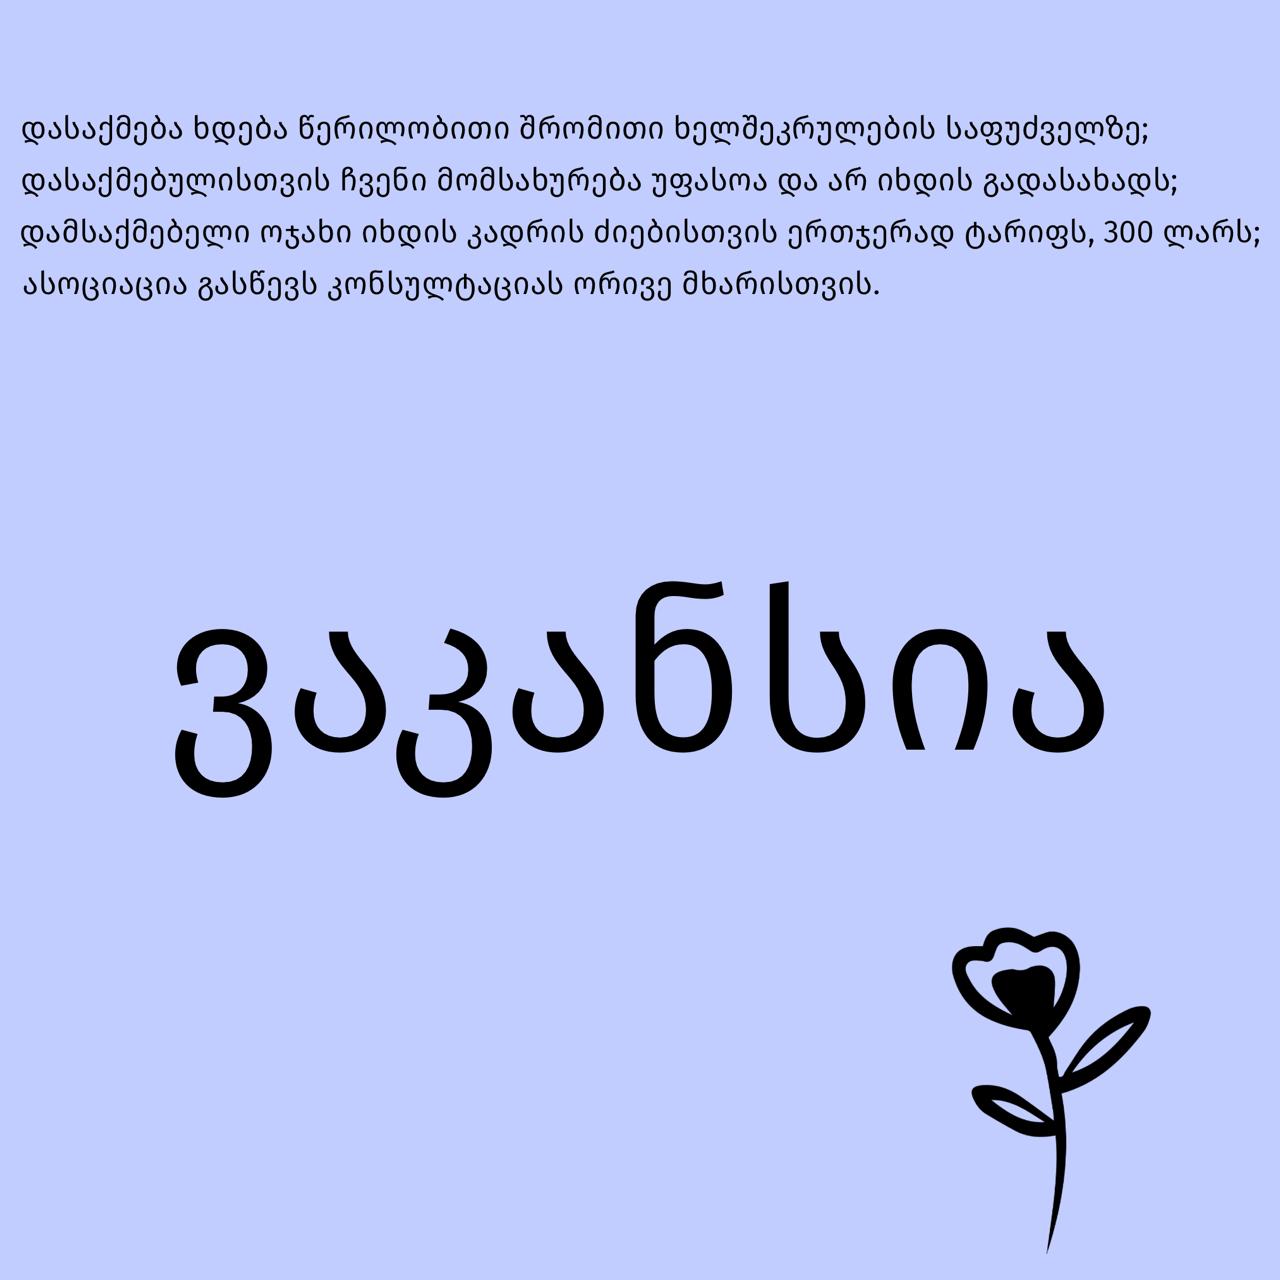 დასაქმება ხდება წერილობითი შრომითი ხელშეკრულების საფუძველზე;
დასაქმებულისთვის ჩვენი მომსახურება უფასოა და არ იხდის გადასახადს;
დამსაქმებელი ოჯახი იხდის კადრის ძიებისთვის ერთჯერად ტარიფს, 300 ლარს;
ასოციაცია გასწევს კონსულტაციას ორივე მხარისთვის.
ვაკანსია